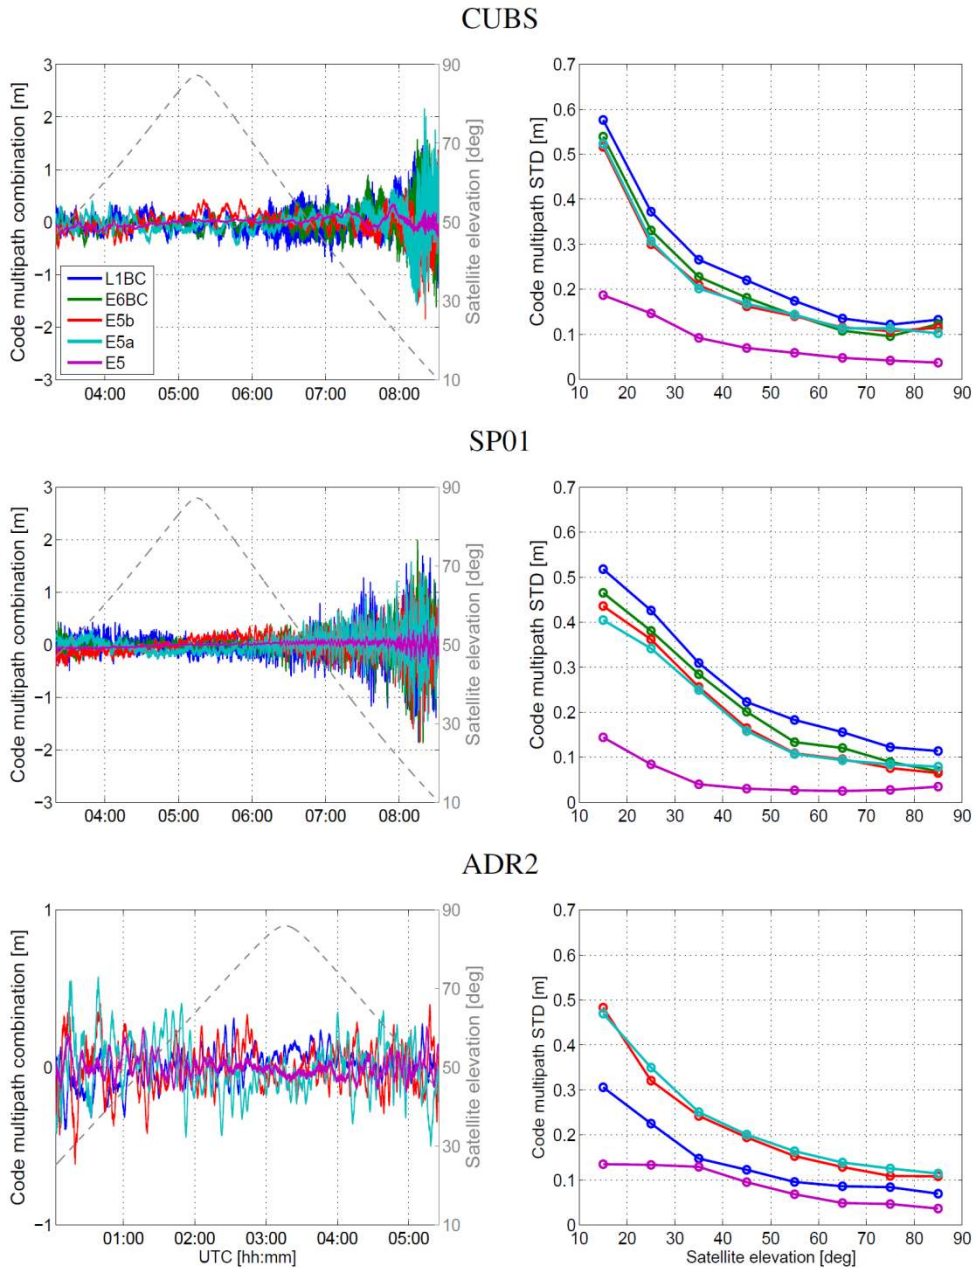 CUBS
Code multipath combination [m]
3
2
1
0
−1
−2
−3
L1BC
E6BC
E5b
E5a
E5
04:00 05:00 06:00 07:00 08:00
90
70
50
30
10
Satellite elevation [deg]
Code multipath STD [m]
0.7
0.6
0.5
0.4
0.3
0.2
0.1
0
10 20 30 40 50 60 70 80 90
SP01
Code multipath combination [m]
3
2
1
0
−1
−2
−3
04:00 05:00 06:00 07:00 08:00
90
70
50
30
10
Satellite elevation [deg]
Code multipath STD [m]
0.7
0.6
0.5
0.4
0.3
0.2
0.1
0
10 20 30 40 50 60 70 80 90
ADR2
Code multipath combination [m]
1
0
−1
01:00 02:00 03:00 04:00 05:00
UTC [hh:mm]
90
70
50
30
10
Satellite elevation [deg]
Code multipath STD [m]
0.7
0.6
0.5
0.4
0.3
0.2
0.1
0
10 20 30 40 50 60 70 80 90
Satellite elevation [deg]